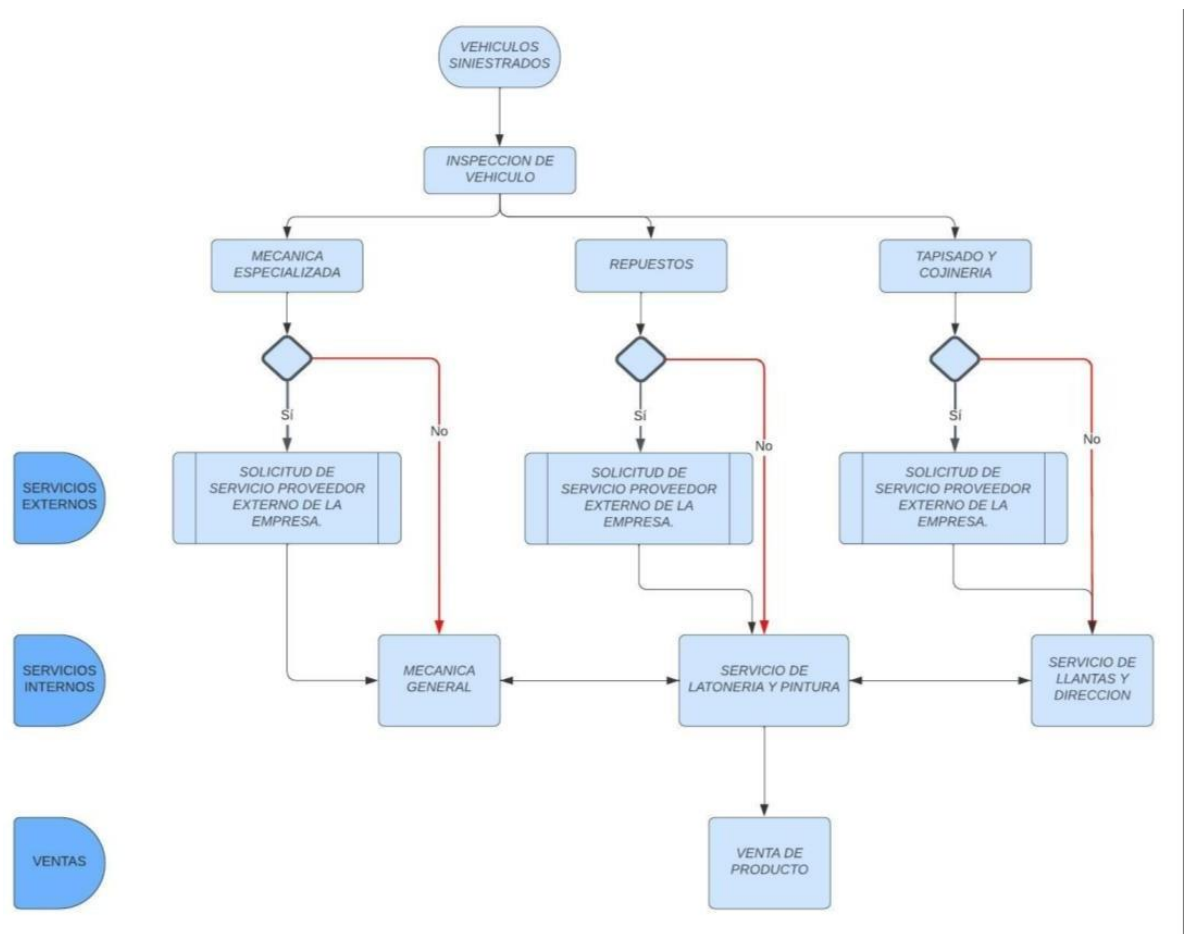 VEHICULOS
SINIESTRADOS
INSPECCION DE
VEHICULO
MECANICA
ESPECIALIZADA
REPUESTOS
TAPISADO Y
COJINERIA
Sí
No
Sí
No
Sí
No
SERVICIOS
EXTERNOS
SOLICITUD DE
SERVICIO PROVEEDOR
EXTERNO DE LA
EMPRESA.
SOLICITUD DE
SERVICIO PROVEEDOR
EXTERNO DE LA
EMPRESA.
SOLICITUD DE
SERVICIO PROVEEDOR
EXTERNO DE LA
EMPRESA.
SERVICIOS
INTERNOS
MECANICA
GENERAL
SERVICIO DE
LATONERIA Y PINTURA
SERVICIO DE
LLANTAS Y
DIRECCION
VENTAS
VENTA DE
PRODUCTO